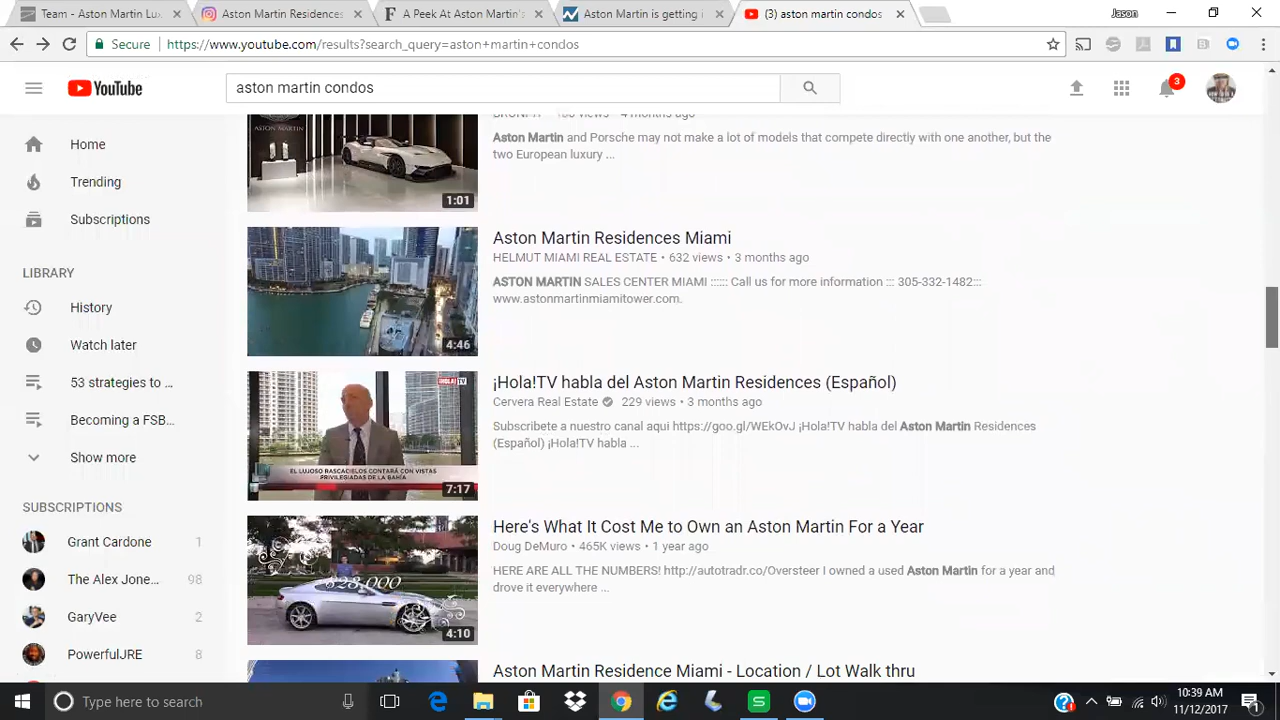 Team - Aston Martin Lux
Aston Martin Residences
A Peek At Aston Martin's
Aston Martin is getting i
(3) aston martin condos
Jason
Secure
https://www.youtube.com/results?search_query=aston+martin+condos
YouTube
aston martin condos
3
4 months ago
Home
Aston Martin and Porsche may not make a lot of models that compete directly with one another, but the
two European luxury ...
ASTON MARTIN
1:01
Trending
Subscriptions
Aston Martin Residences Miami
HELMUT MIAMI REAL ESTATE • 632 views • 3 months ago
ASTON MARTIN SALES CENTER MIAMI :::::: Call us for more information ::: 305-332-1482:::
www.astonmartinmiamitower.com.
4:46
LIBRARY
History
Watch later
53 strategies to ...
Becoming a FSB...
Show more
¡Hola!TV habla del Aston Martin Residences (Español)
Cervera Real Estate 229 views • 3 months ago
Subscribete a nuestro canal aqui https://goo.gl/WEkOvJ ¡Hola!TV habla del Aston Martin Residences
(Español) ¡Hola!TV habla ...
¡HOLA! TV
EL LUJOSO RASCACIELOS CONTARÁ CON VISTAS
PRIVILEGIADAS DE LA BAHÍA
7:17
SUBSCRIPTIONS
Grant Cardone 1
The Alex Jone... 98
GaryVee 2
PowerfulJRE 8
Here's What It Cost Me to Own an Aston Martin For a Year
Doug DeMuro • 465K views • 1 year ago
HERE ARE ALL THE NUMBERS! http://autotradr.co/Oversteer I owned a used Aston Martin for a year and
drove it everywhere ...
4:10
Aston Martin Residence Miami - Location / Lot Walk thru
Type here to search
10:39 AM
11/12/2017
1